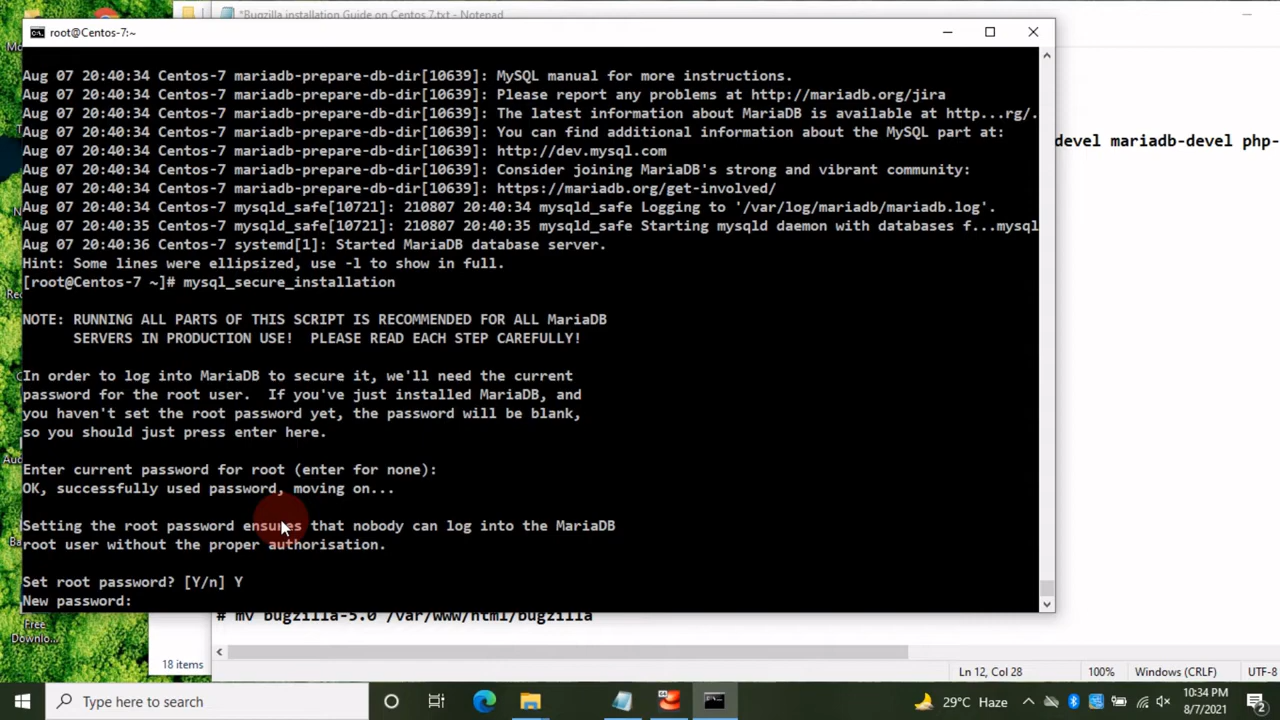 *Bugzilla installation Guide on Centos 7.txt - Notepad
root@Centos-7:~
Aug 07 20:40:34 Centos-7 mariadb-prepare-db-dir[10639]: MySQL manual for more instructions.
Aug 07 20:40:34 Centos-7 mariadb-prepare-db-dir[10639]: Please report any problems at http://mariadb.org/jira
Aug 07 20:40:34 Centos-7 mariadb-prepare-db-dir[10639]: The latest information about MariaDB is available at http...rg/.
Aug 07 20:40:34 Centos-7 mariadb-prepare-db-dir[10639]: You can find additional information about the MySQL part at:
devel mariadb-devel php-
Aug 07 20:40:34 Centos-7 mariadb-prepare-db-dir[10639]: http://dev.mysql.com
Aug 07 20:40:34 Centos-7 mariadb-prepare-db-dir[10639]: Consider joining MariaDB's strong and vibrant community:
Aug 07 20:40:34 Centos-7 mariadb-prepare-db-dir[10639]: https://mariadb.org/get-involved/
Aug 07 20:40:34 Centos-7 mysqld_safe[10721]: 210807 20:40:34 mysqld_safe Logging to '/var/log/mariadb/mariadb.log'.
Aug 07 20:40:35 Centos-7 mysqld_safe[10721]: 210807 20:40:35 mysqld_safe Starting mysqld daemon with databases f...mysql
Aug 07 20:40:36 Centos-7 systemd[1]: Started MariaDB database server.
Hint: Some lines were ellipsized, use -l to show in full.
[root@Centos-7 ~]# mysql_secure_installation
NOTE: RUNNING ALL PARTS OF THIS SCRIPT IS RECOMMENDED FOR ALL MariaDB
SERVERS IN PRODUCTION USE!  PLEASE READ EACH STEP CAREFULLY!
In order to log into MariaDB to secure it, we'll need the current
password for the root user.  If you've just installed MariaDB, and
you haven't set the root password yet, the password will be blank,
so you should just press enter here.
Enter current password for root (enter for none):
OK, successfully used password, moving on...
Setting the root password ensures that nobody can log into the MariaDB
root user without the proper authorisation.
Set root password? [Y/n] Y
New password:
# mv bugzilla-5.0 /var/www/html/bugzilla
Free
Downlo...
18 items
Ln 12, Col 28
100%
Windows (CRLF)
UTF-8
Type here to search
29°C Haze
10:34 PM
8/7/2021
2